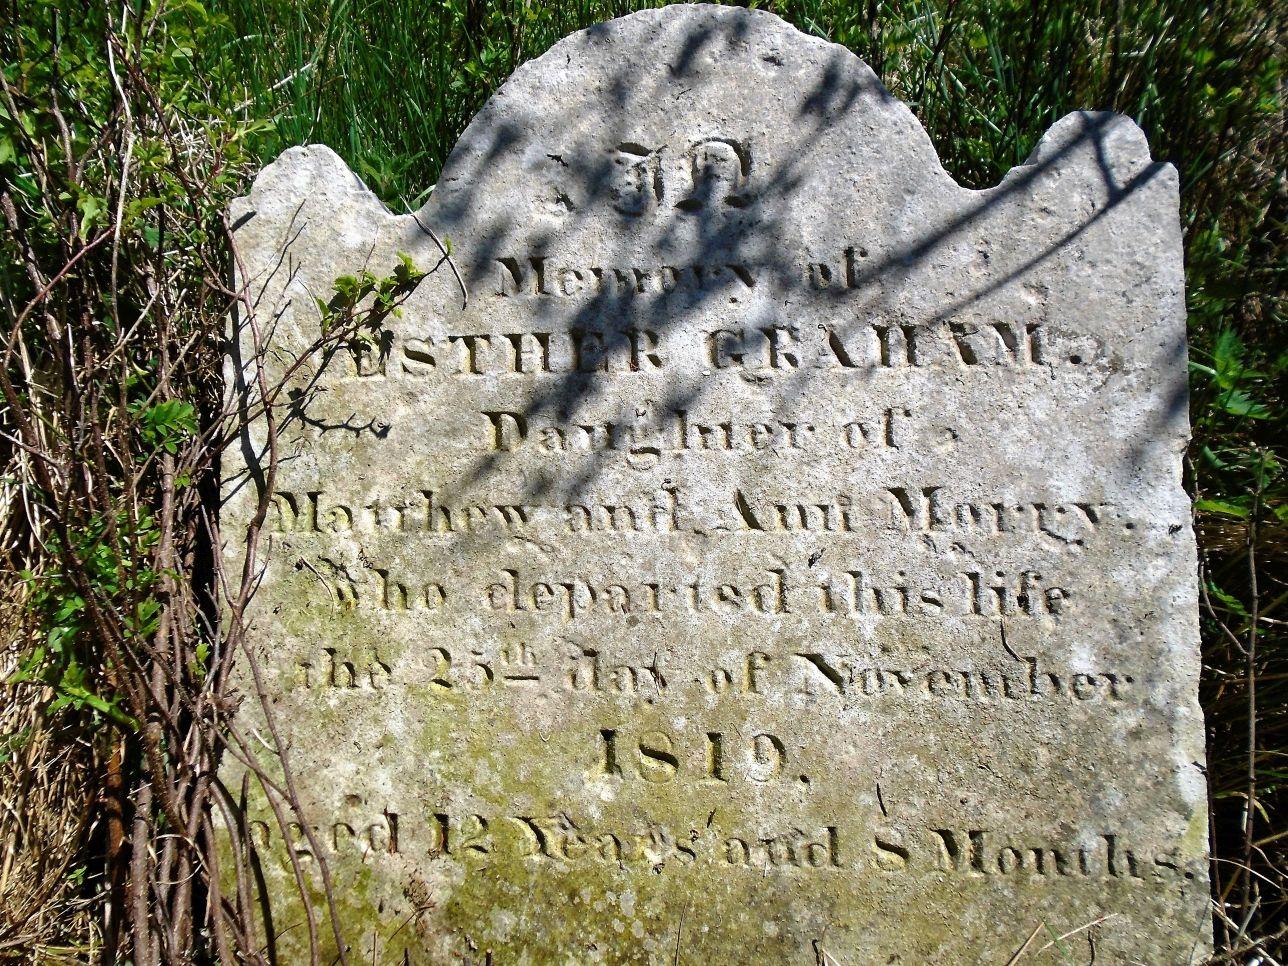 In
Memory of
ESTHER GRAHAM.
Daughter of
Matthew and Ann Morry.
who departed this life
the 25th day of November
1819.
aged 12 Years and 8 Months.